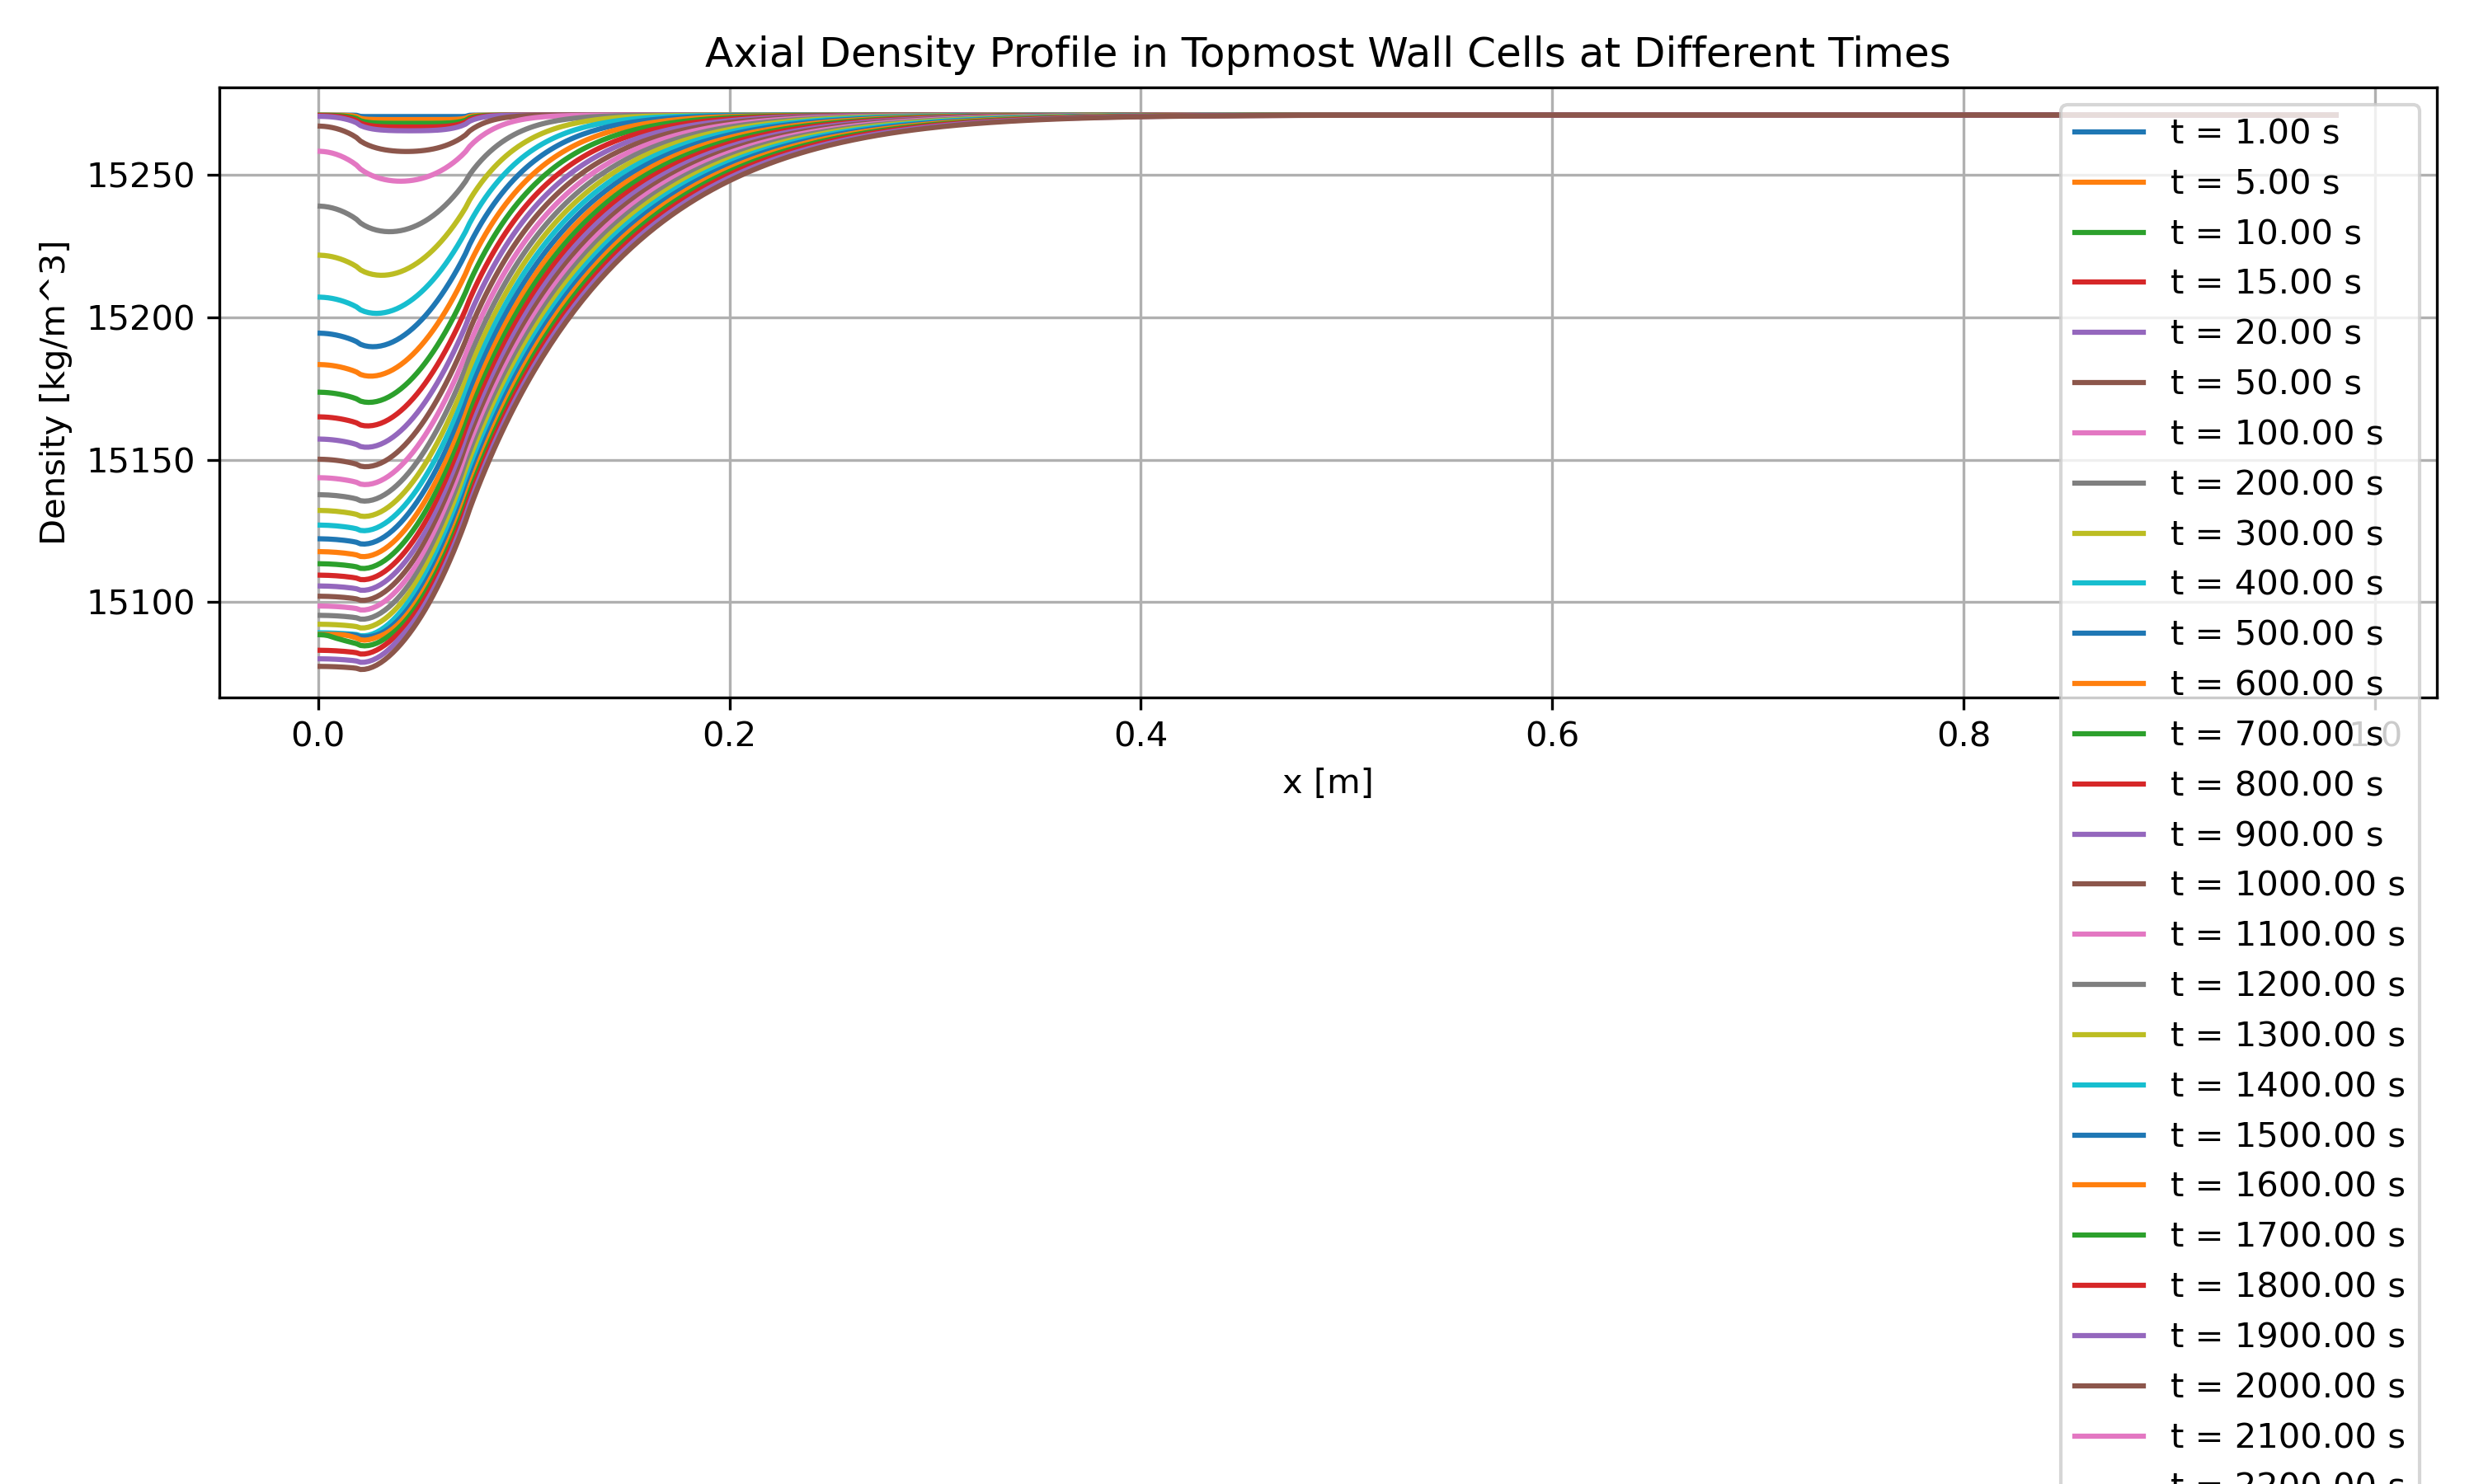 Axial Density Profile in Topmost Wall Cells at Different Times
Density [kg/m^3]
15250
15200
15150
15100
0.0
0.2
0.4
0.6
0.8
1.0
x [m]
t = 1.00 s
t = 5.00 s
t = 10.00 s
t = 15.00 s
t = 20.00 s
t = 50.00 s
t = 100.00 s
t = 200.00 s
t = 300.00 s
t = 400.00 s
t = 500.00 s
t = 600.00 s
t = 700.00 s
t = 800.00 s
t = 900.00 s
t = 1000.00 s
t = 1100.00 s
t = 1200.00 s
t = 1300.00 s
t = 1400.00 s
t = 1500.00 s
t = 1600.00 s
t = 1700.00 s
t = 1800.00 s
t = 1900.00 s
t = 2000.00 s
t = 2100.00 s
t = 2200.00 s